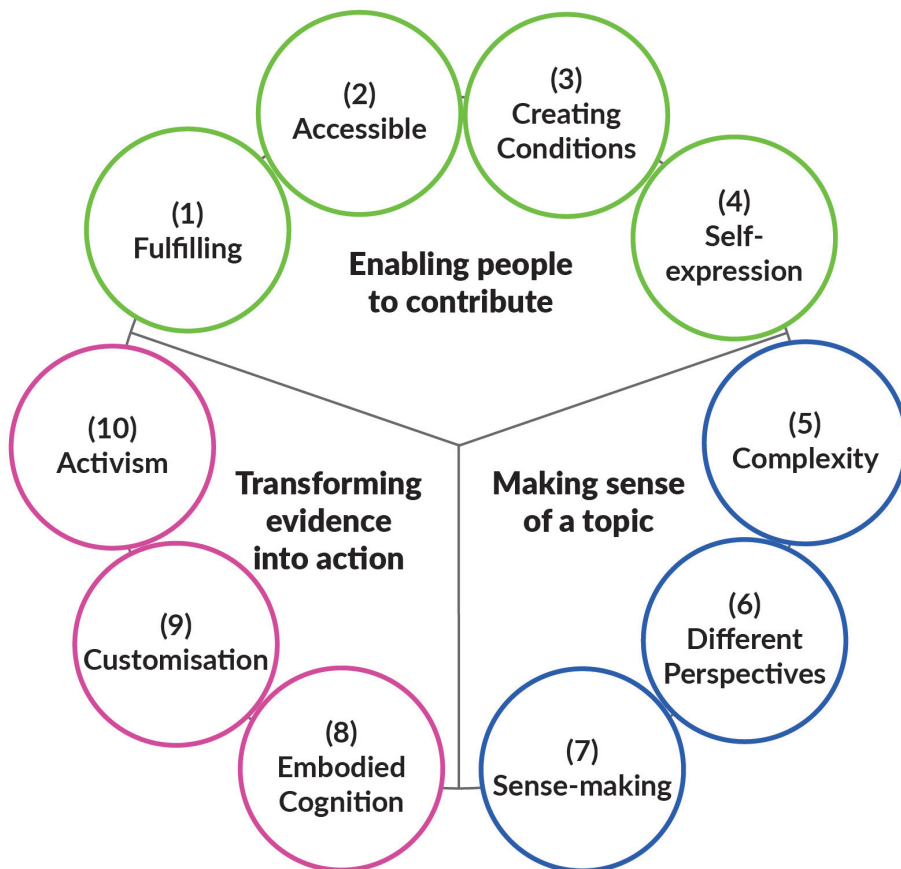 (1)
Fulfilling
(2)
Accessible
(3)
Creating
Conditions
(4)
Self-
expression
Enabling people
to contribute
(5)
Complexity
(6)
Different
Perspectives
(7)
Sense-making
Making sense
of a topic
(8)
Embodied
Cognition
(9)
Customisation
(10)
Activism
Transforming
evidence
into action